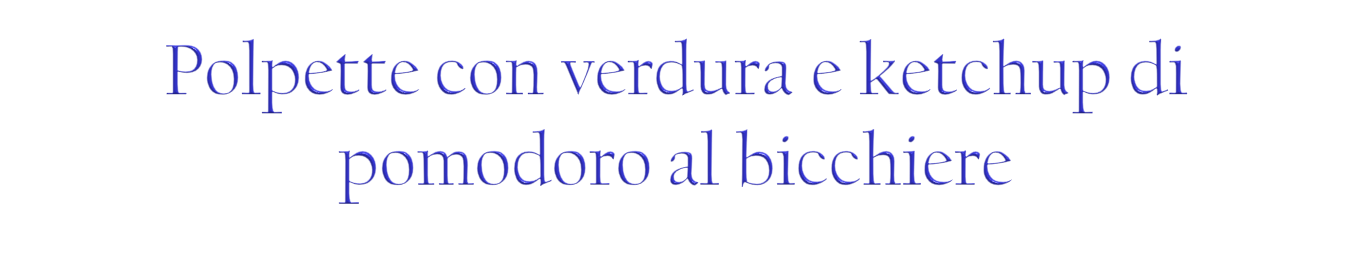 Polpette con verdura e ketchup di
pomodoro al bicchiere